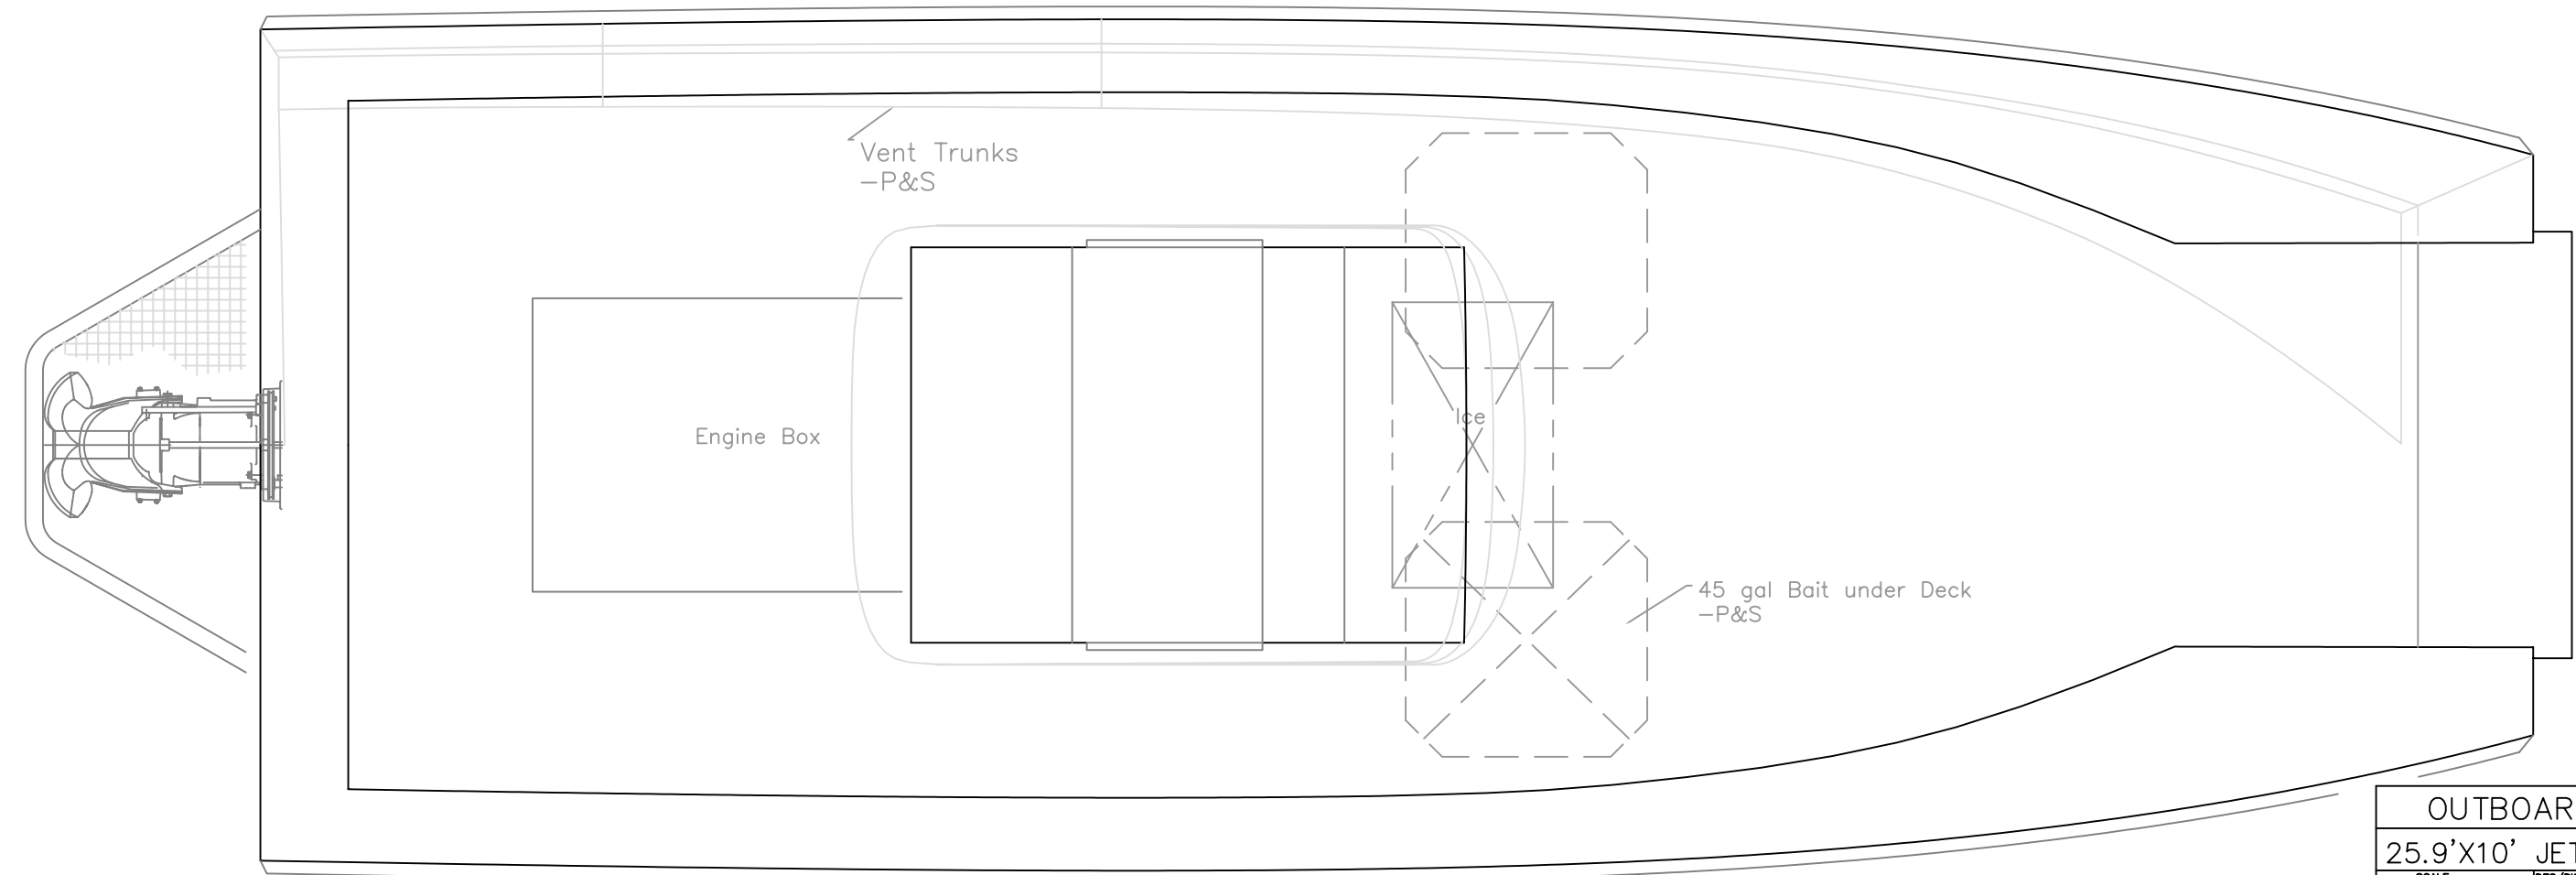 Vent Trunks
-P&S
Engine Box
Ice
45 gal Bait under Deck
-P&S
OUTBOAR
25.9'X10' JET